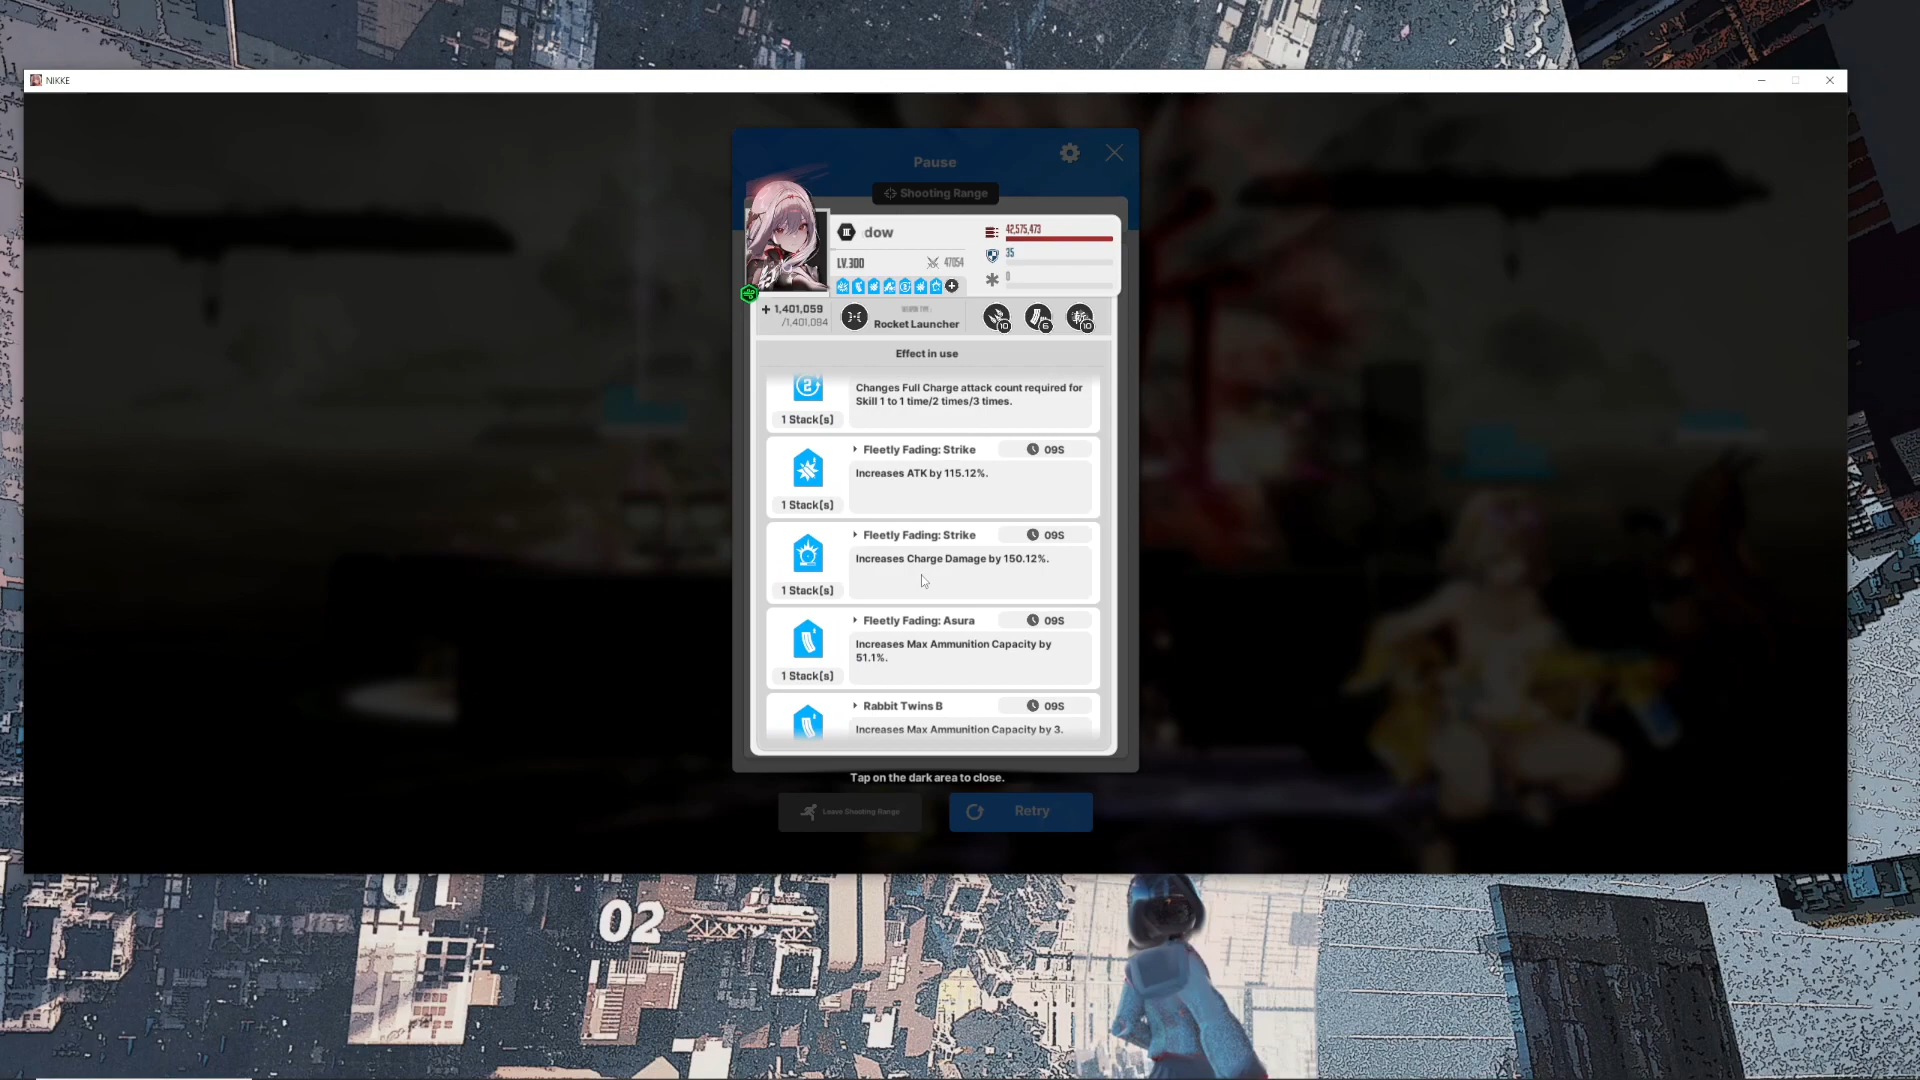 NIKKE
Pause
Shooting Range
dow
42,575,473
35
0
LV.300
47054
+ 1,401,059
/1,401,094
Rocket Launcher
10
6
10
Effect in use
2
Changes Full Charge attack count required for
Skill 1 to 1 time/2 times/3 times.
1 Stack(s)
Fleetly Fading: Strike
09S
Increases ATK by 115.12%.
1 Stack(s)
Fleetly Fading: Strike
09S
Increases Charge Damage by 150.12%.
1 Stack(s)
Fleetly Fading: Asura
09S
Increases Max Ammunition Capacity by
51.1%.
1 Stack(s)
Rabbit Twins B
09S
Increases Max Ammunition Capacity by 3.
Tap on the dark area to close.
Leave Shooting Range
Retry
02